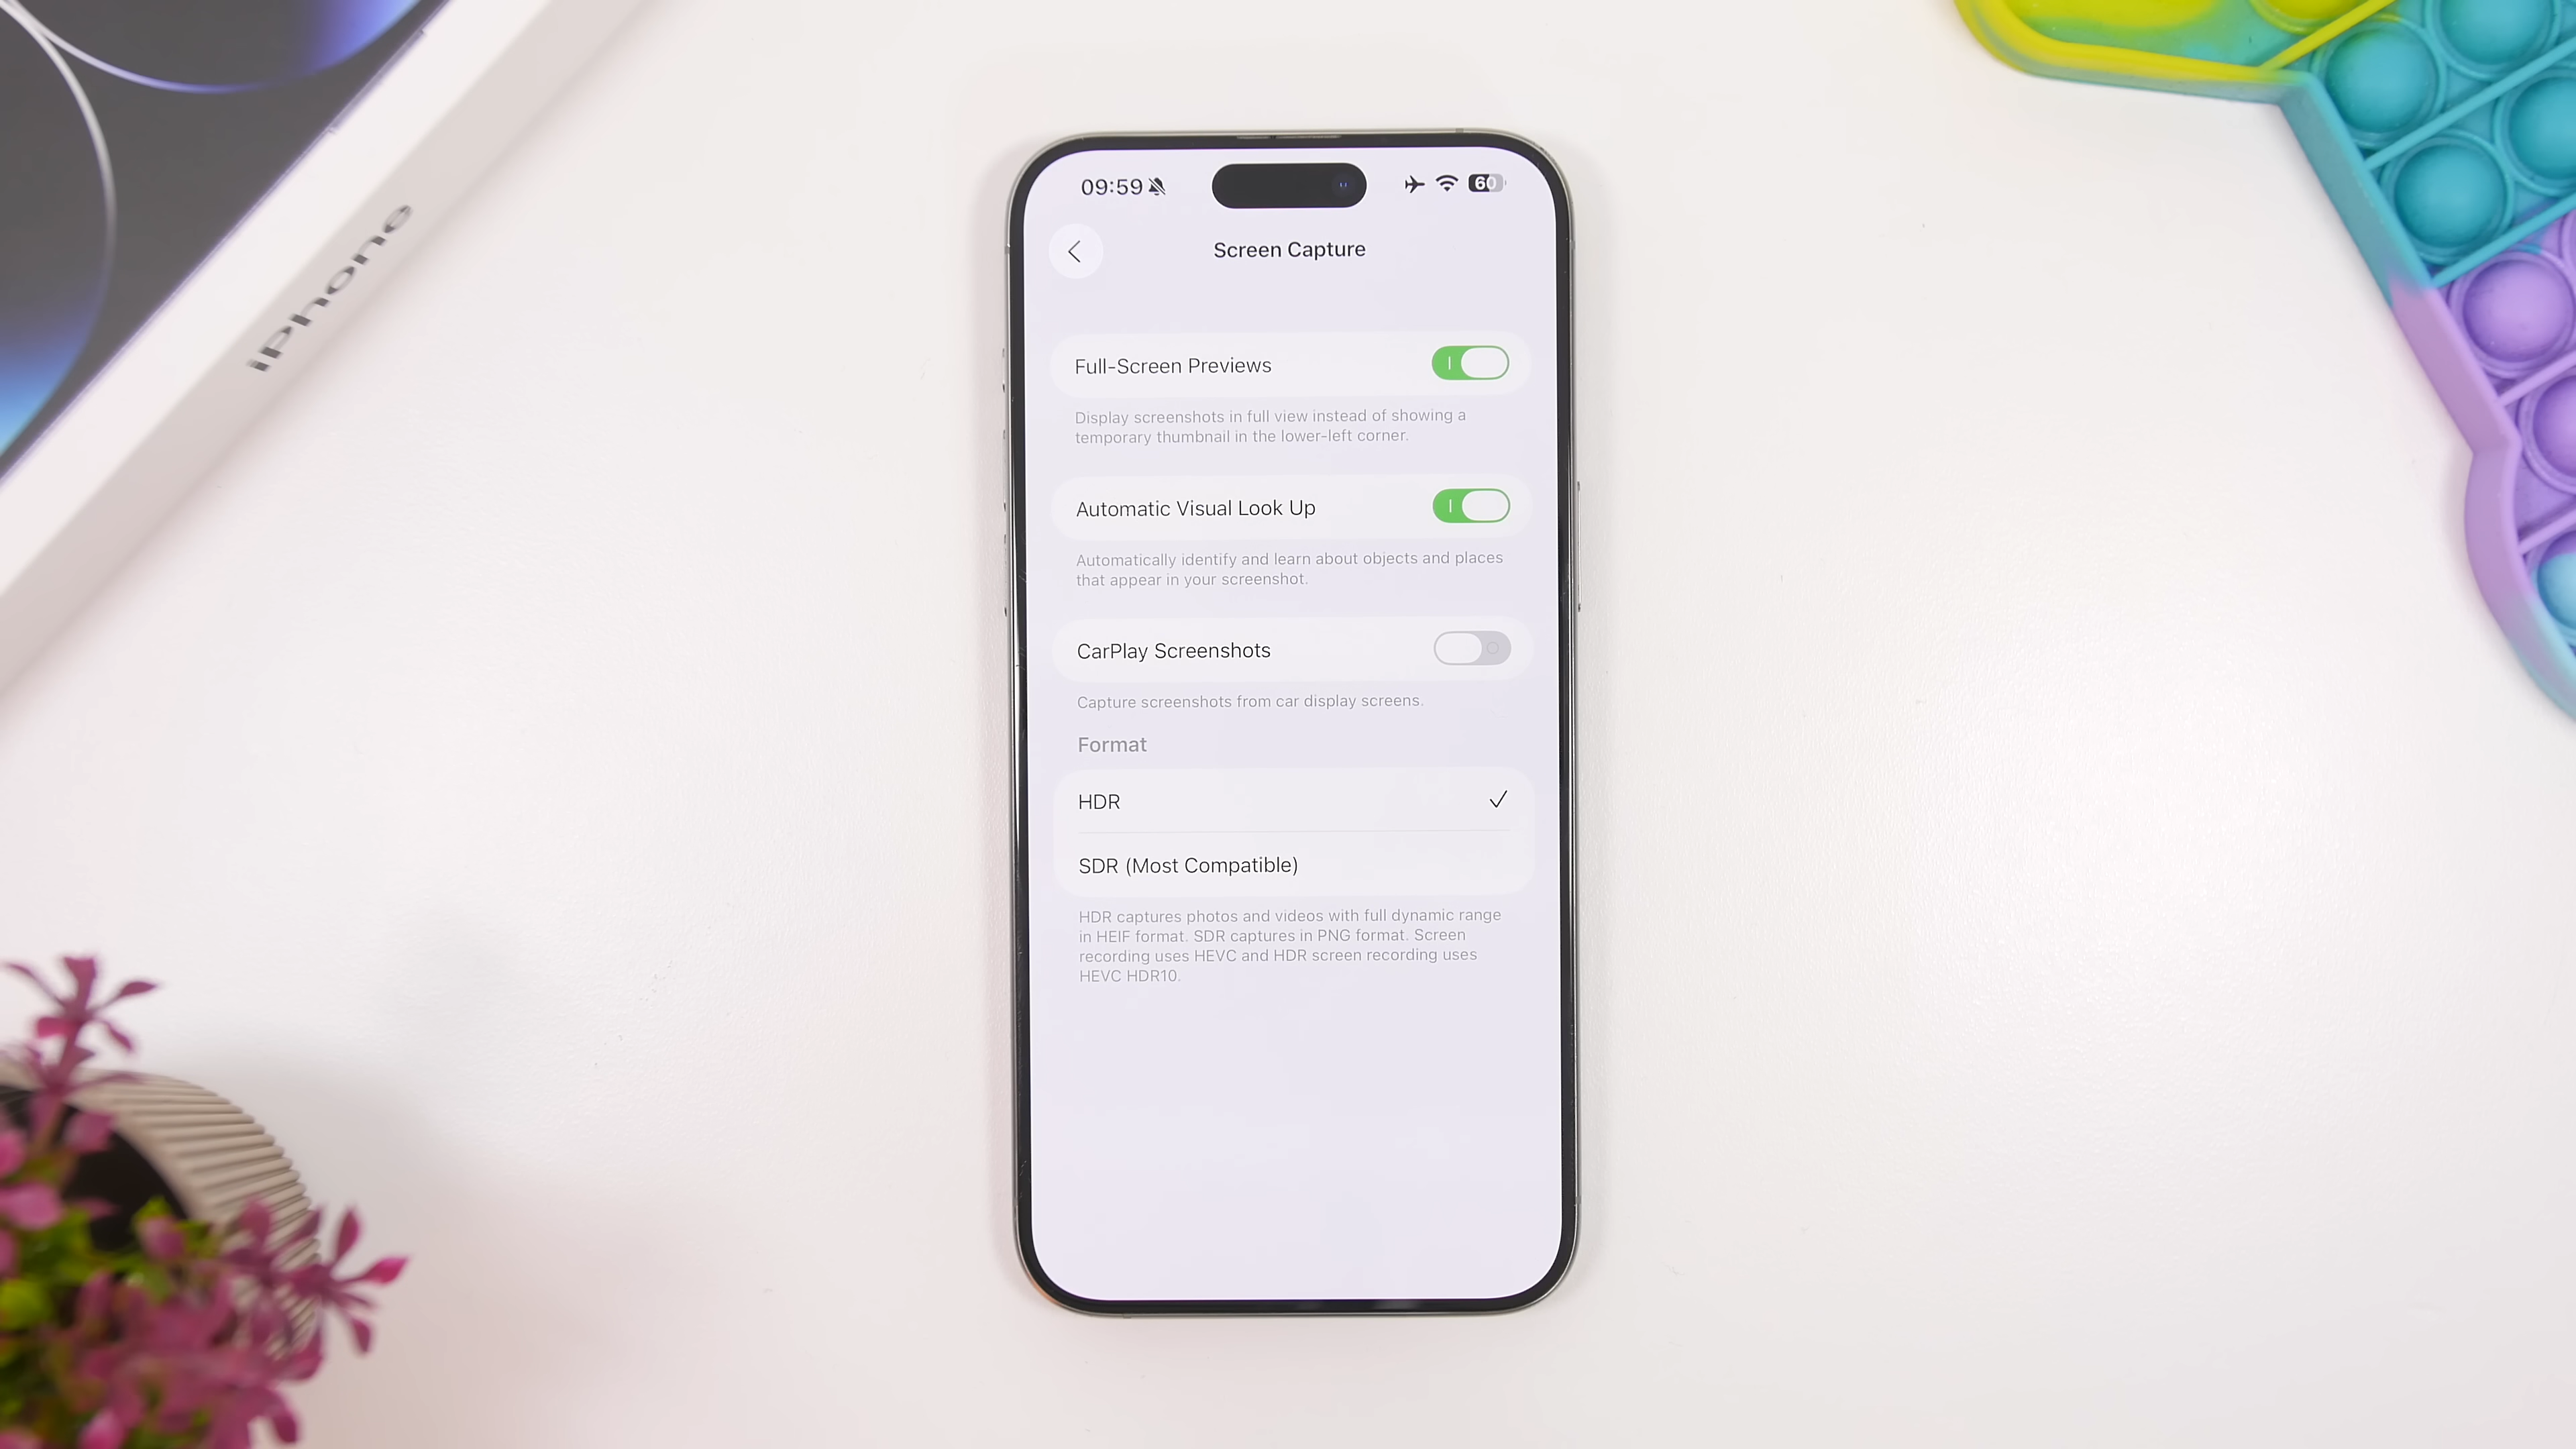 iPhone
09:59
60
Screen Capture
Full-Screen Previews
Display screenshots in full view instead of showing a
temporary thumbnail in the lower-left corner.
Automatic Visual Look Up
Automatically identify and learn about objects and places
that appear in your screenshot.
CarPlay Screenshots
Capture screenshots from car display screens.
Format
HDR
SDR (Most Compatible)
HDR captures photos and videos with full dynamic range
in HEIF format. SDR captures in PNG format. Screen
recording uses HEVC and HDR screen recording uses
HEVC HDR10.